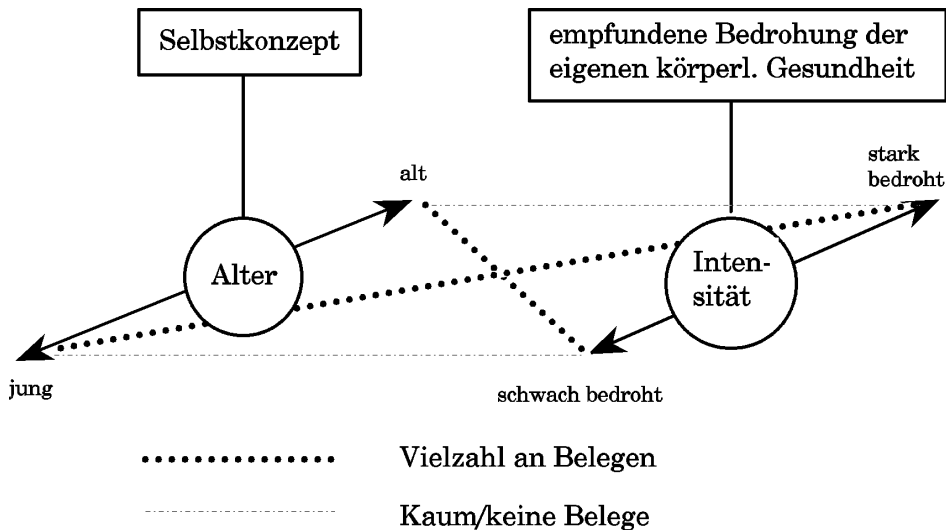 Selbstkonzept
empfundene Bedrohung der
eigenen körperl. Gesundheit
alt
stark
bedroht
Alter
Inten-
sität
jung
schwach bedroht
Vielzahl an Belegen
Kaum/keine Belege